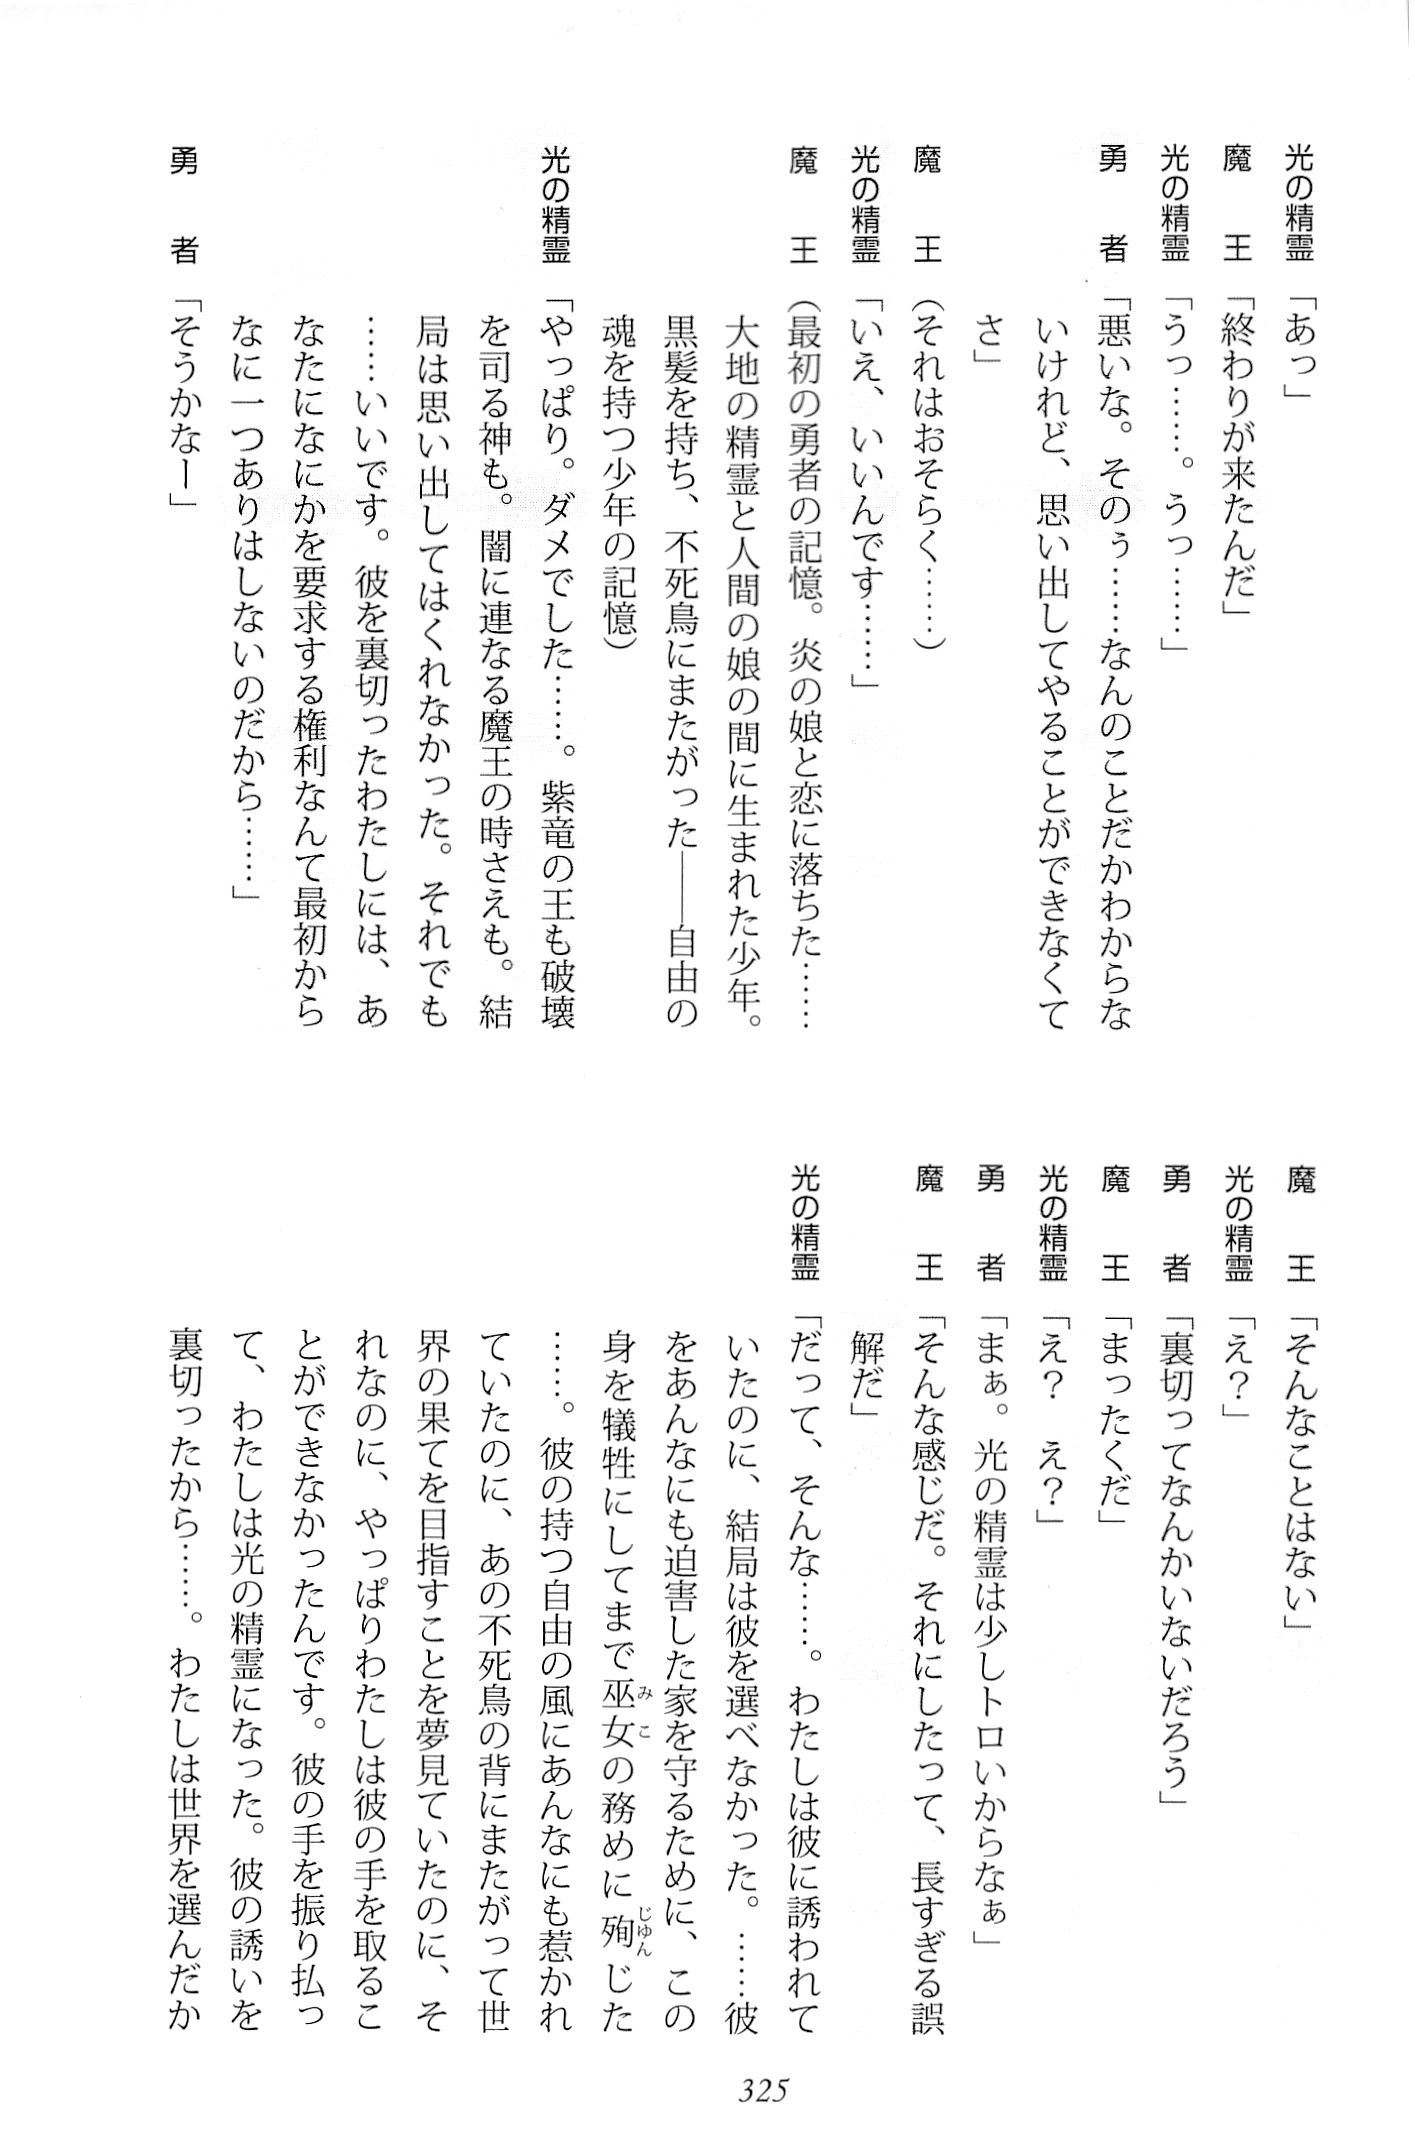 光の精霊「あっ」
魔　王「終わりが来たんだ」
光の精霊「うっ……。うっ……」
勇　者「悪いな。そのぅ……なんのことだかわからな
いけれど、思い出してやることができなくて
さ」
魔　王（それはおそらく……）
光の精霊「いえ、いいんです……」
魔　王（最初の勇者の記憶。炎の娘と恋に落ちた……
大地の精霊と人間の娘の間に生まれた少年。
黒髪を持ち、不死鳥にまたがった――自由の
魂を持つ少年の記憶）
光の精霊「やっぱり。ダメでした……。紫竜の王も破壊
を司る神も。闇に連なる魔王の時さえも。結
局は思い出してはくれなかった。それでも
……いいです。彼を裏切ったわたしには、あ
なたになにかを要求する権利なんて最初から
なに一つありはしないのだから……」
勇　者「そうかなー」
魔　王「そんなことはない」
光の精霊「え？」
勇　者「裏切ってなんかいないだろう」
魔　王「まったくだ」
光の精霊「え？　え？」
勇　者「まぁ。光の精霊は少しトロいからなぁ」
魔　王「そんな感じだ。それにしたって、長すぎる誤
解だ」
光の精霊「だって、そんな……。わたしは彼に誘われて
いたのに、結局は彼を選べなかった。……彼
をあんなにも迫害した家を守るために、この
身を犠牲にしてまで巫女（みこ）の務めに殉（じゅん）じた
……。彼の持つ自由の風にあんなにも惹かれ
ていたのに、あの不死鳥の背にまたがって世
界の果てを目指すことを夢見ていたのに、そ
れなのに、やっぱりわたしは彼の手を取るこ
とができなかったんです。彼の手を振り払っ
て、わたしは光の精霊になった。彼の誘いを
裏切ったから……。わたしは世界を選んだか
325